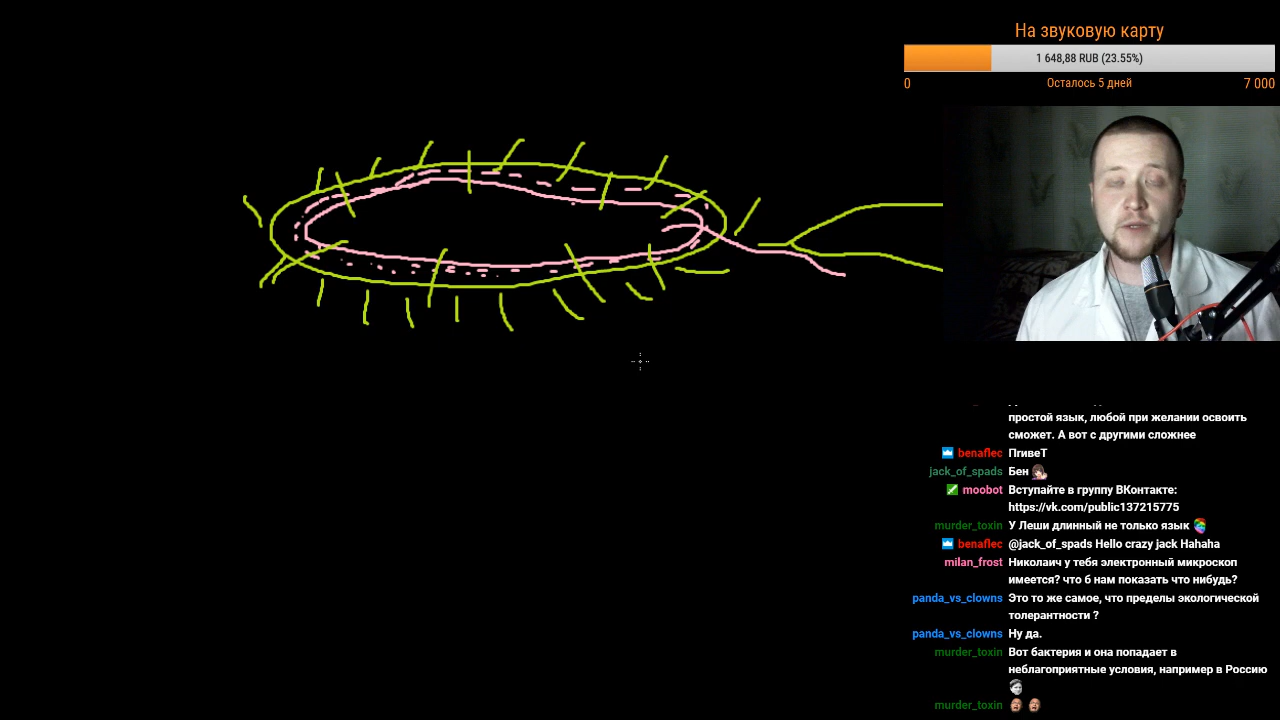 На звуковую карту
1 648,88 RUB (23.55%)
0
Осталось 5 дней
7 000
простой язык, любой при желании освоить
сможет. А вот с другими сложнее
benaflec ПгивеТ
jack_of_spads Бен
moobot Вступайте в группу ВКонтакте:
https://vk.com/public137215775
murder_toxin У Леши длинный не только язык
benaflec @jack_of_spads Hello crazy jack Hahaha
milan_frost Николаич у тебя электронный микроскоп
имеется? что б нам показать что нибудь?
panda_vs_clowns Это то же самое, что пределы экологической
толерантности ?
panda_vs_clowns Ну да.
murder_toxin Вот бактерия и она попадает в
неблагоприятные условия, например в Россию
murder_toxin